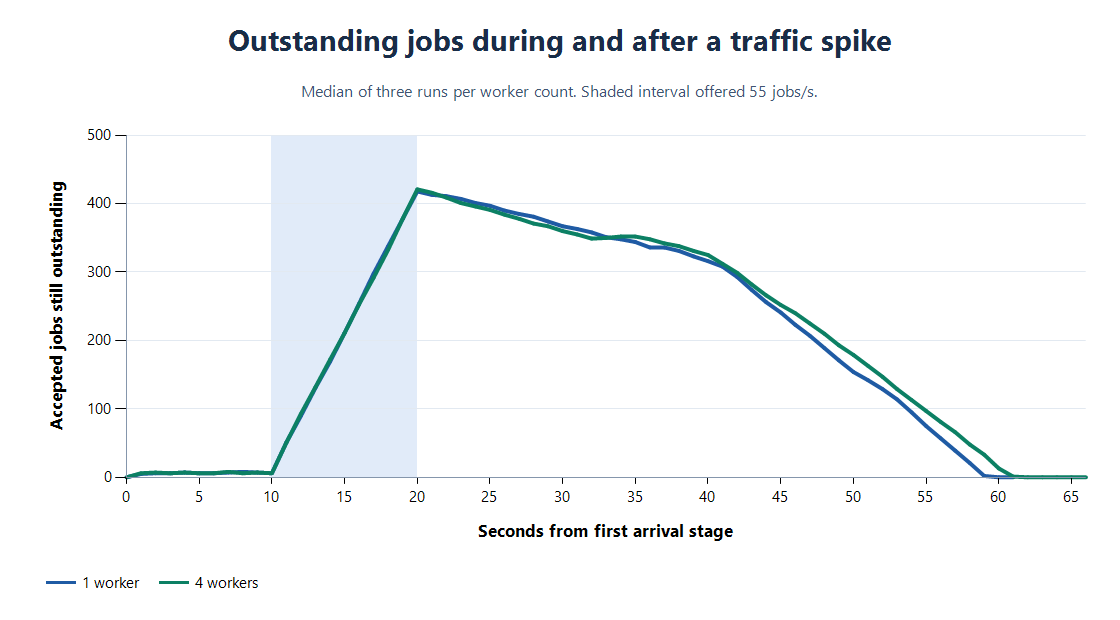 Outstanding jobs during and after a traffic spike
Median of three runs per worker count. Shaded interval offered 55 jobs/s.
Accepted jobs still outstanding
500
400
300
200
100
0
0 5 10 15 20 25 30 35 40 45 50 55 60 65
Seconds from first arrival stage
1 worker 4 workers